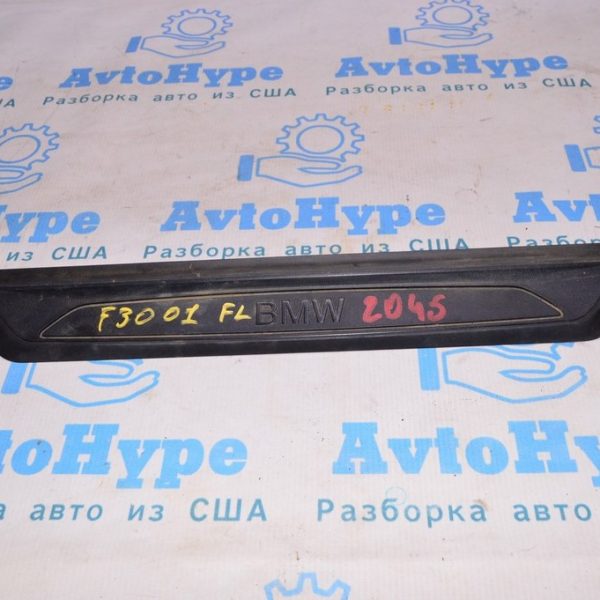 AvtoHype
Разборка авто из США
AvtoHype
Разборка авто из США
AvtoHype
Разборка авто из США
AvtoHype
США
F30 01 FL BMW 2045
AvtoHype
авто из США
AvtoHype
Разборка авто